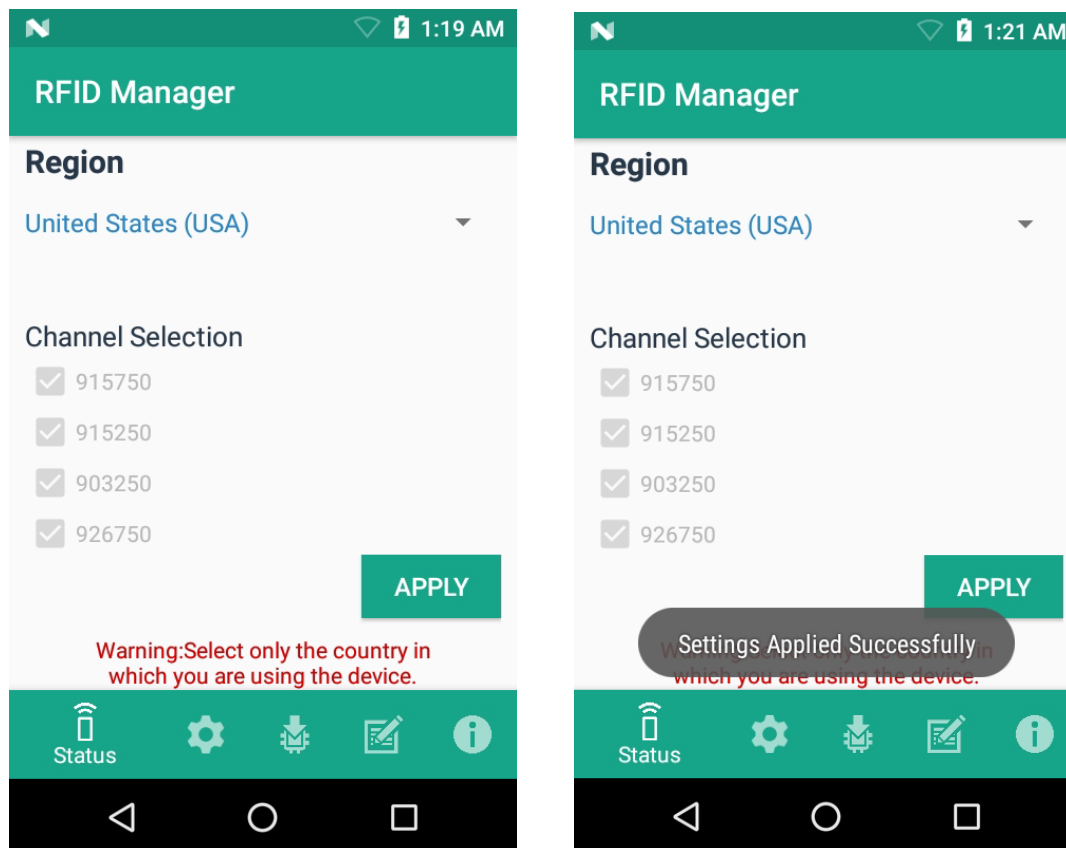 1:19 AM
RFID Manager
Region
United States (USA)
Channel Selection
915750
915250
903250
926750
APPLY
Warning:Select only the country in
which you are using the device.
Status
1:21 AM
RFID Manager
Region
United States (USA)
Channel Selection
915750
915250
903250
926750
APPLY
Settings Applied Successfully
which you are using the device.
Status